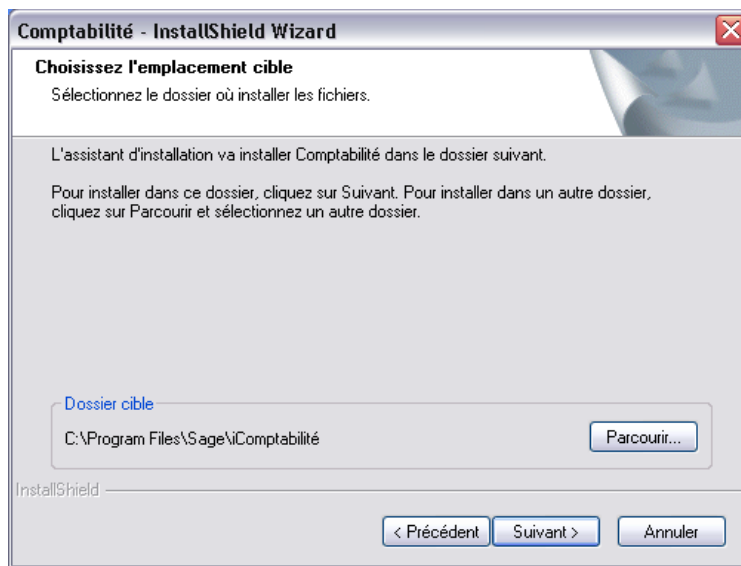 Comptabilité - InstallShield Wizard
Choisissez l'emplacement cible
Sélectionnez le dossier où installer les fichiers.
L'assistant d'installation va installer Comptabilité dans le dossier suivant.
Pour installer dans ce dossier, cliquez sur Suivant. Pour installer dans un autre dossier,
cliquez sur Parcourir et sélectionnez un autre dossier.
Dossier cible
C:\Program Files\Sage\iComptabilité
Parcourir...
InstallShield
< Précédent
Suivant >
Annuler